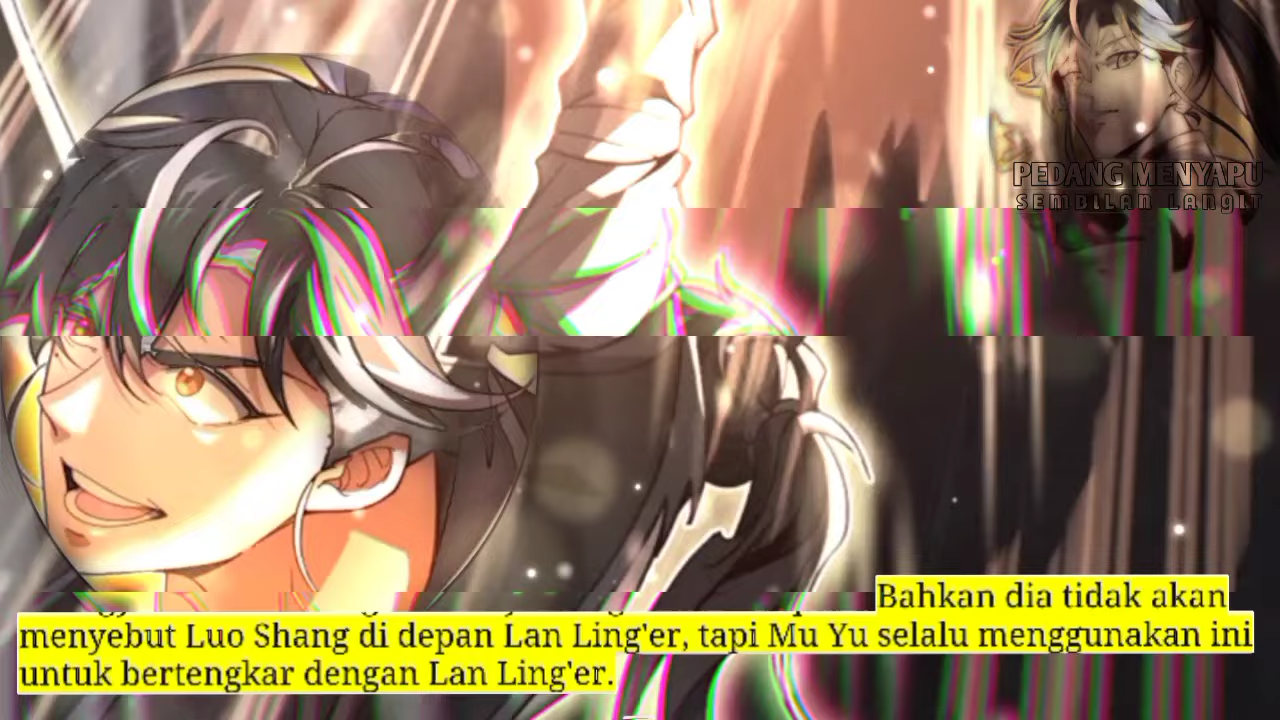 PEDANG MENYAPU
SEMBILAN LANGIT
Bahkan dia tidak akan
menyebut Luo Shang di depan Lan Ling'er, tapi Mu Yu selalu menggunakan ini
untuk bertengkar dengan Lan Ling'er.